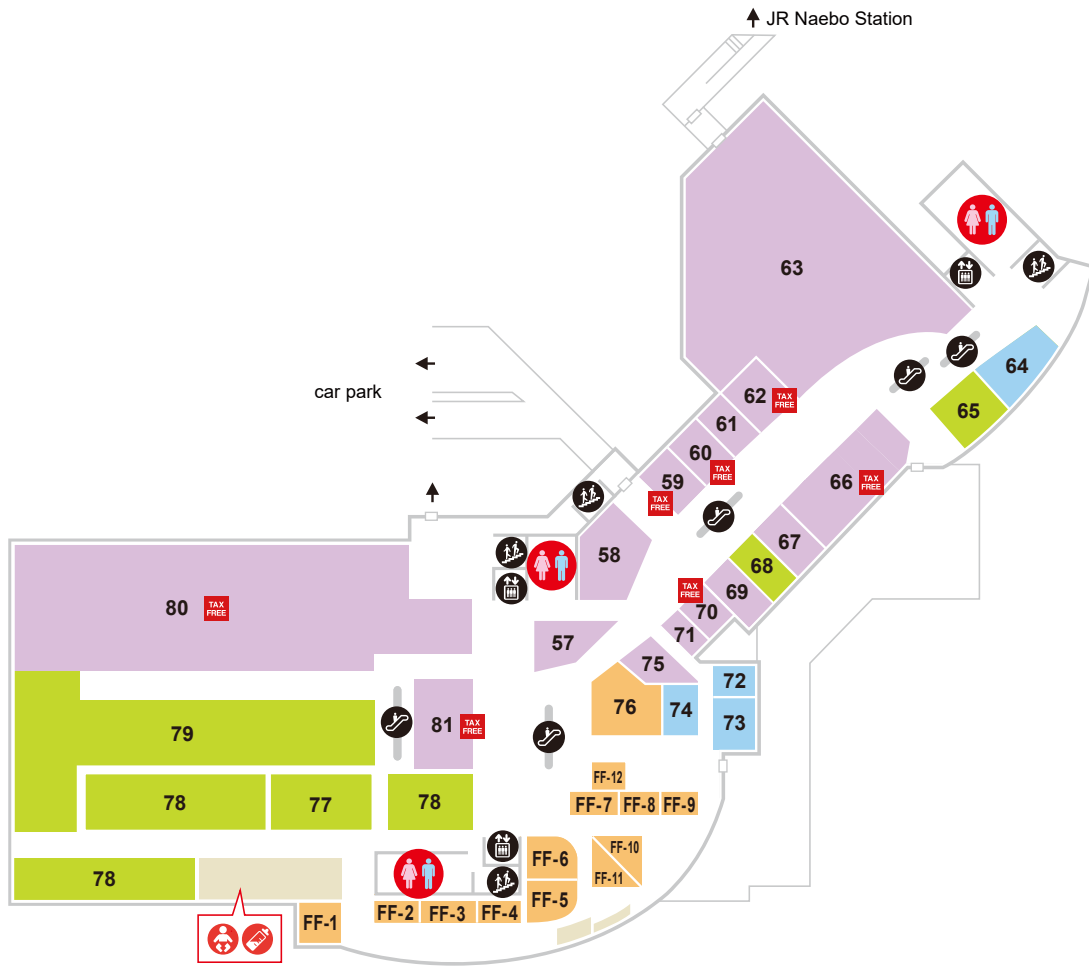 JR Naebo Station
63
64
65
car park
62
TAX
FREE
61
60
TAX
FREE
59
TAX
FREE
66
TAX
FREE
67
68
58
69
TAX
FREE
70
71
80
TAX
FREE
57
75
72
76
74
73
79
81
TAX
FREE
FF-12
78
77
78
FF-7
FF-8
FF-9
FF-10
FF-6
78
FF-11
FF-5
FF-1
FF-2
FF-3
FF-4